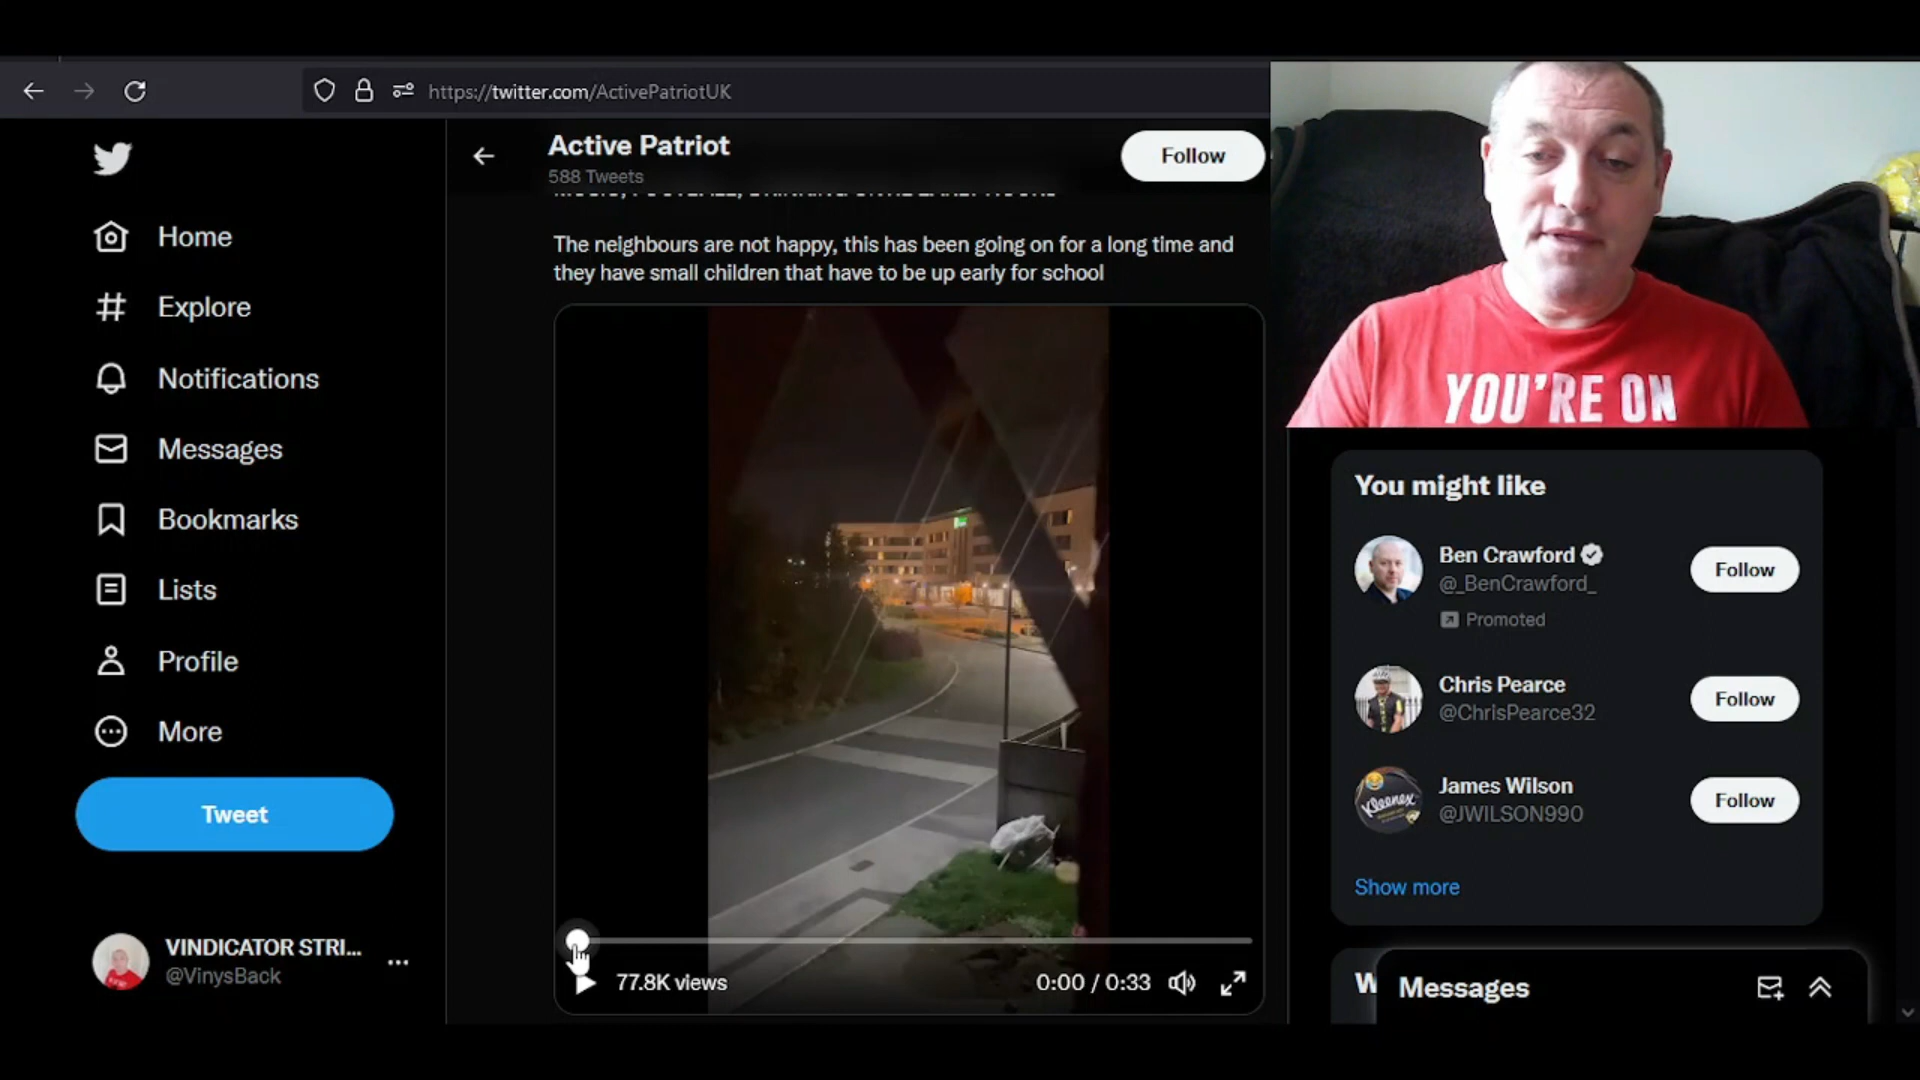 https://twitter.com/ActivePatriotUK
Active Patriot
588 Tweets
Follow
The neighbours are not happy, this has been going on for a long time and
they have small children that have to be up early for school
Home
Explore
Notifications
Messages
Bookmarks
Lists
Profile
More
Tweet
VINDICATOR STRI...
@VinysBack
77.8K views
0:00 / 0:33
YOU'RE ON
You might like
Ben Crawford
@_BenCrawford_
Promoted
Follow
Chris Pearce
@ChrisPearce32
Follow
Kleenex
James Wilson
@JWILSON990
Follow
Show more
Messages